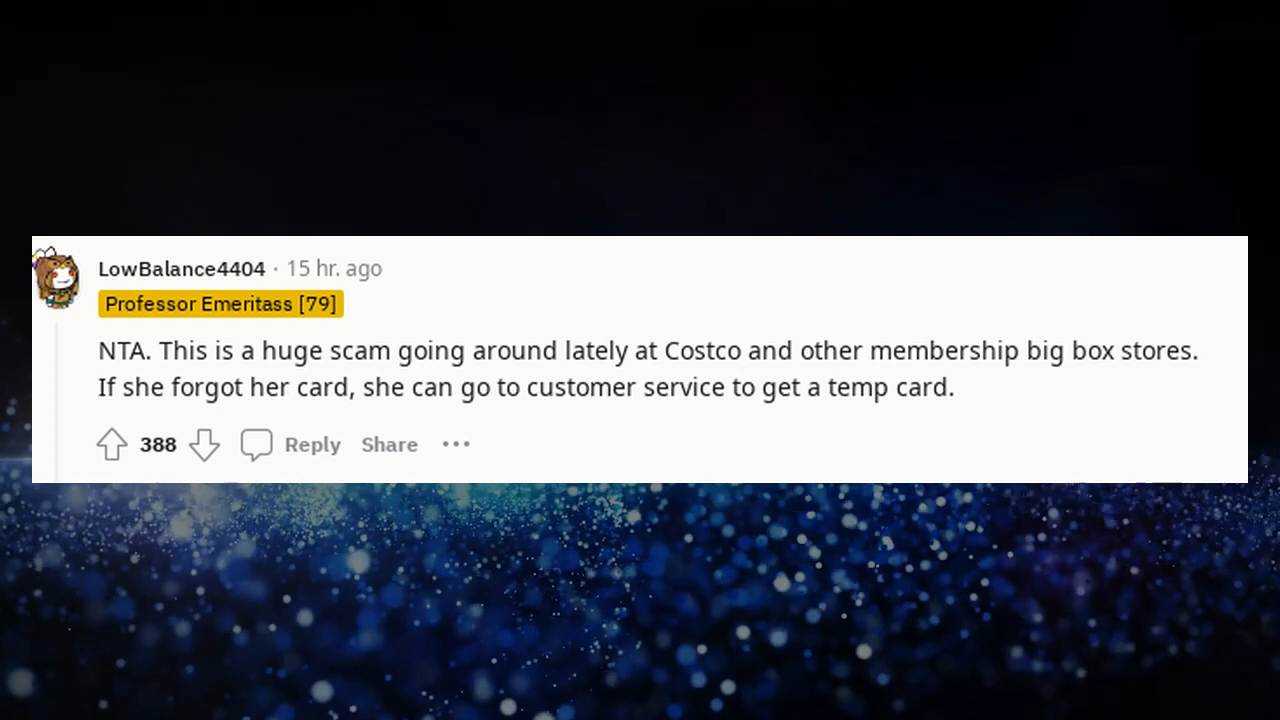 LowBalance4404 · 15 hr. ago
Professor Emeritass [79]
NTA. This is a huge scam going around lately at Costco and other membership big box stores.
If she forgot her card, she can go to customer service to get a temp card.
388 Reply Share ···